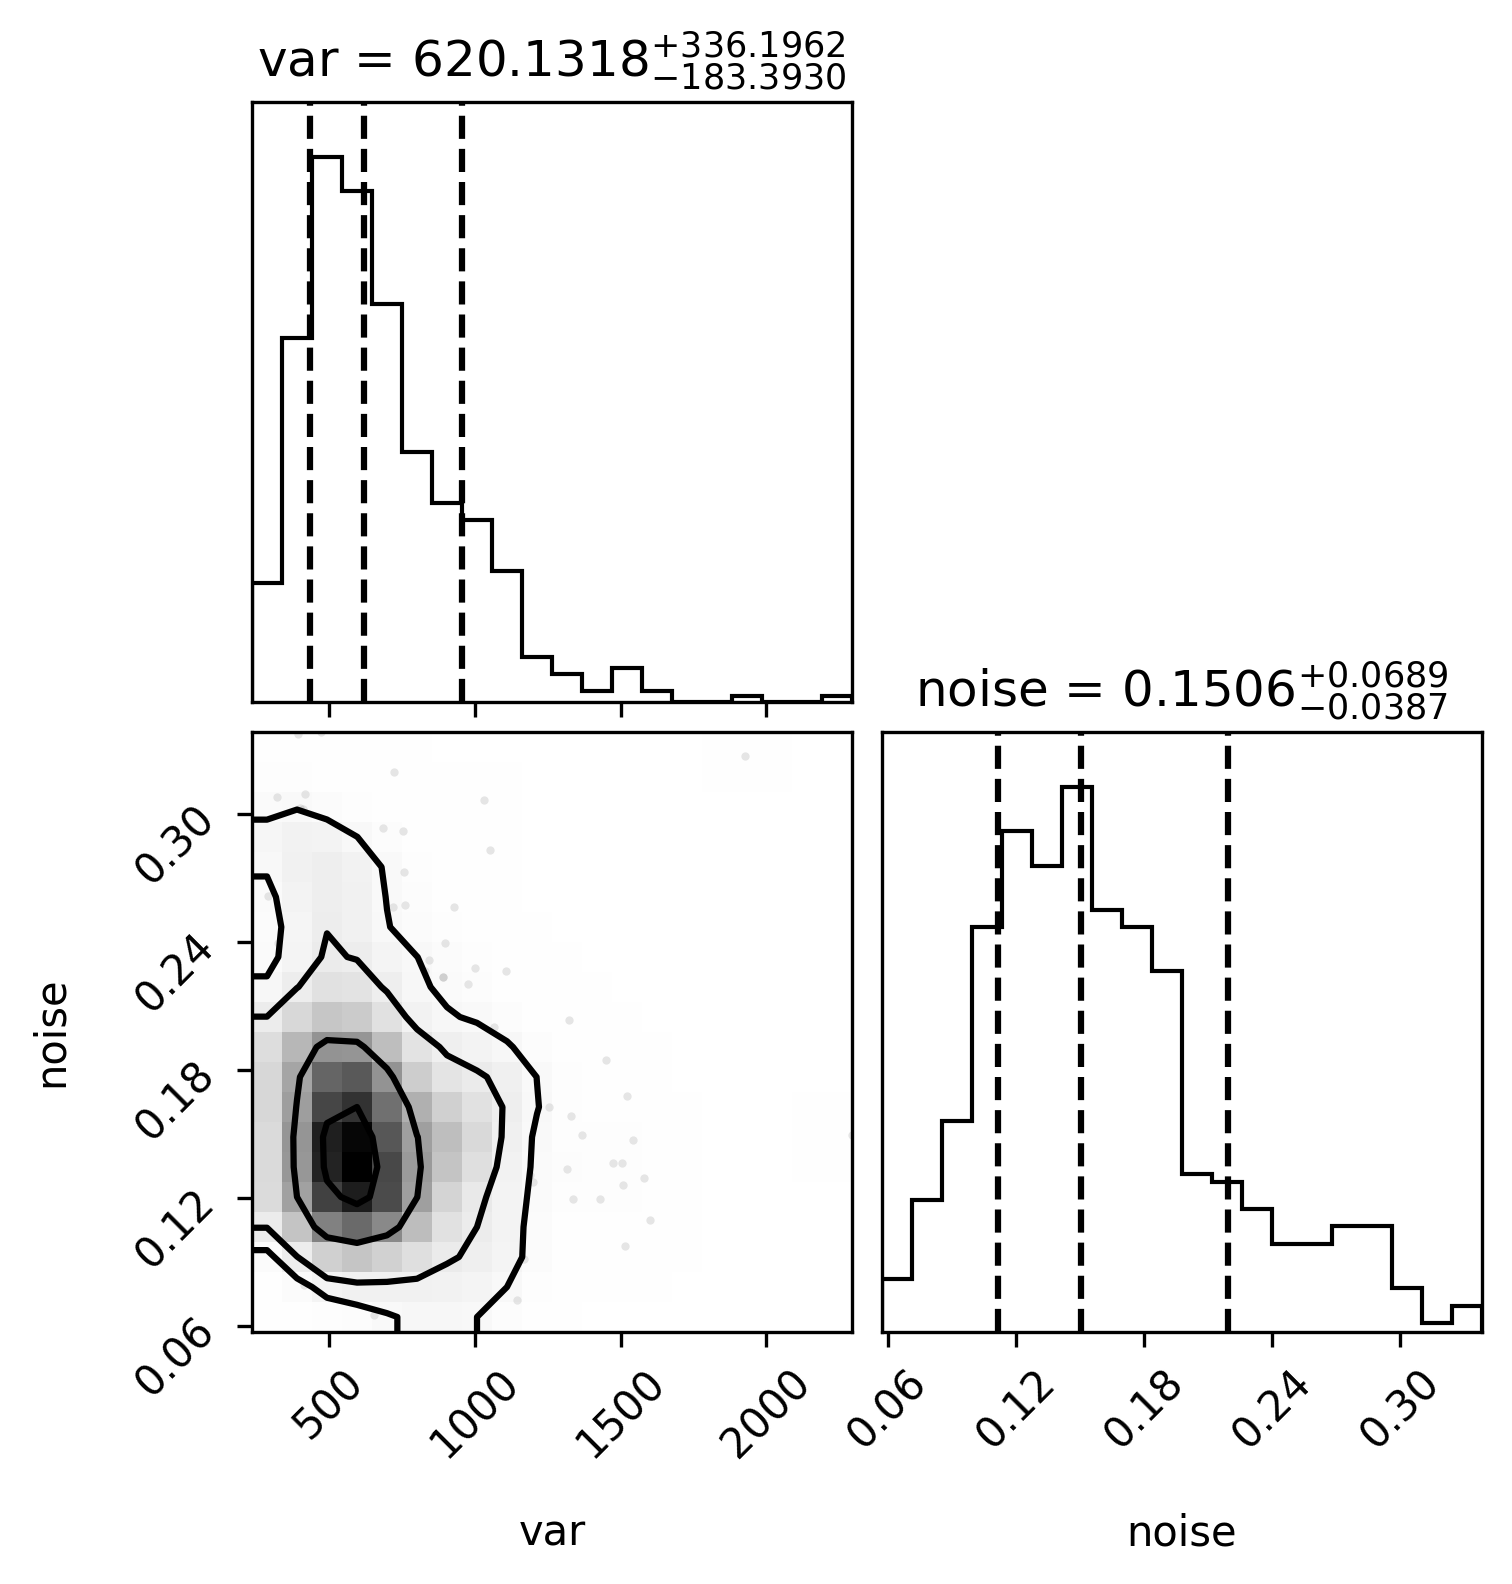 var = 620.1318 +336.1962 −183.3930
noise = 0.1506 +0.0689 −0.0387
noise
0.30
0.24
0.18
0.12
0.06
500 1000 1500 2000
0.06 0.12 0.18 0.24 0.30
var
noise